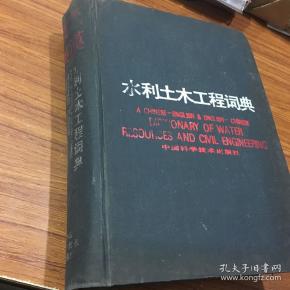 水利土木工程词典
A CHINESE-ENGLISH & ENGLISH-CHINESE
DICTIONARY OF WATER
RESOURCES AND CIVIL ENGINEERING
中国科学技术出版社
水利土木工程词典
孔夫子旧书网